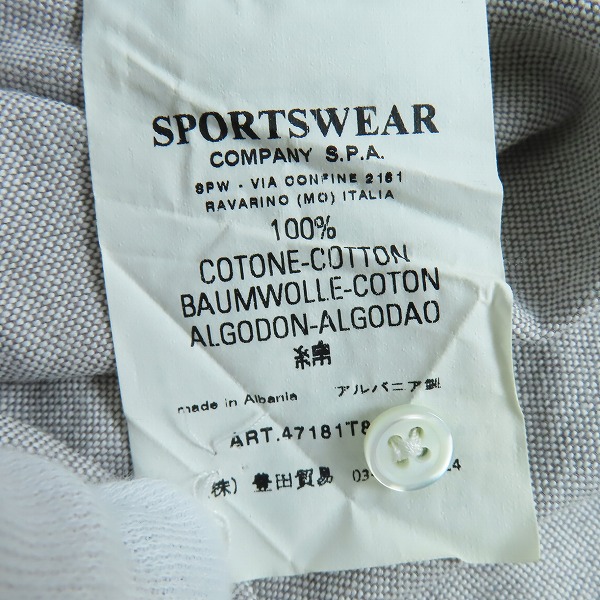 SPORTSWEAR
COMPANY S.P.A.
SPW - VIA CONFINE 2161
RAVARINO (MO) ITALIA
100%
COTONE-COTTON
BAUMWOLLE-COTON
ALGODON-ALGODAO
綿
made in Albania アルバニア製
ART.47181T8
株) 豊田貿易 03-